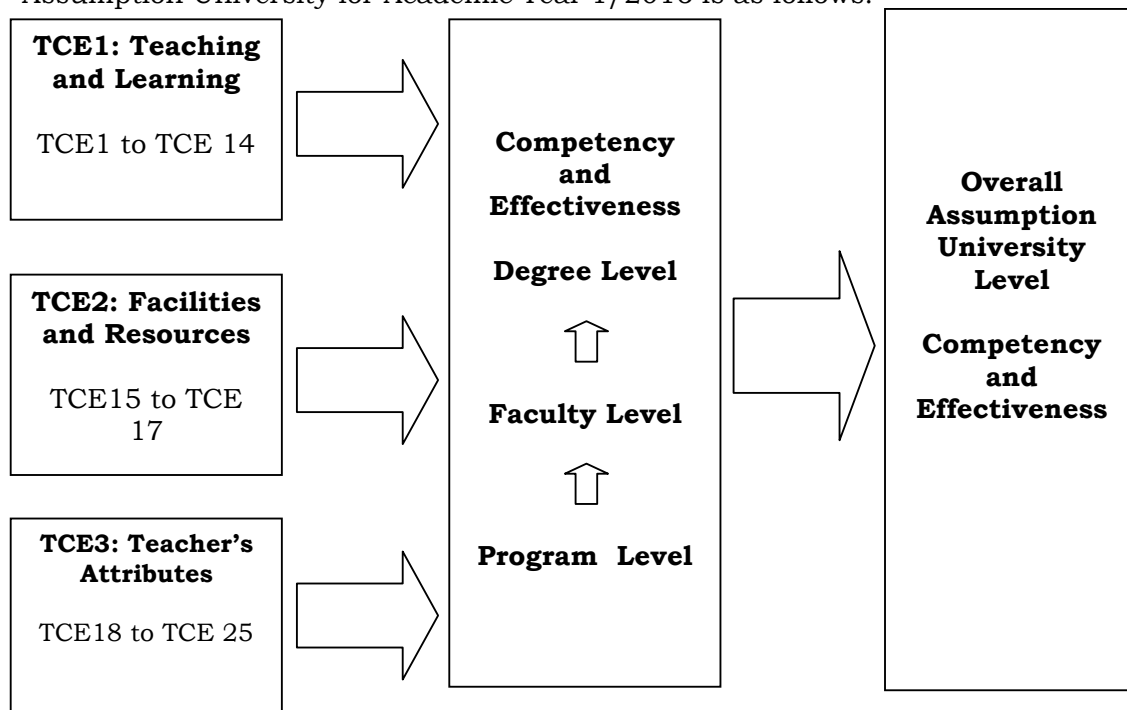 Assumption University for Academic Year is as follows:
TCE1: Teaching
and Learning
TCE1 to TCE 14
TCE2: Facilities
and Resources
TCE15 to TCE
17
TCE3: Teacher's
Attributes
TCE18 to TCE 25
Competency
and
Effectiveness
Degree Level
Faculty Level
Program Level
Overall
Assumption
University
Level
Competency
and
Effectiveness